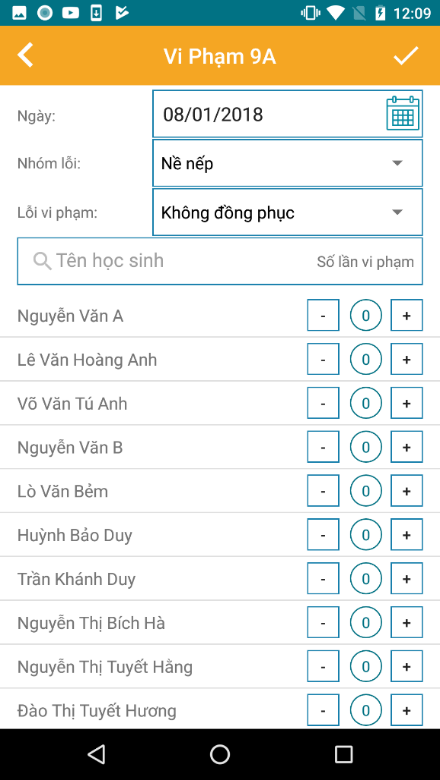 12:09
Vi Phạm 9A
Ngày: 08/01/2018
Nhóm lỗi: Nề nếp
Lỗi vi phạm: Không đồng phục
Tên học sinh Số lần vi phạm
Nguyễn Văn A - 0 +
Lê Văn Hoàng Anh - 0 +
Võ Văn Tú Anh - 0 +
Nguyễn Văn B - 0 +
Lò Văn Bẻm - 0 +
Huỳnh Bảo Duy - 0 +
Trần Khánh Duy - 0 +
Nguyễn Thị Bích Hà - 0 +
Nguyễn Thị Tuyết Hằng - 0 +
Đào Thị Tuyết Hương - 0 +